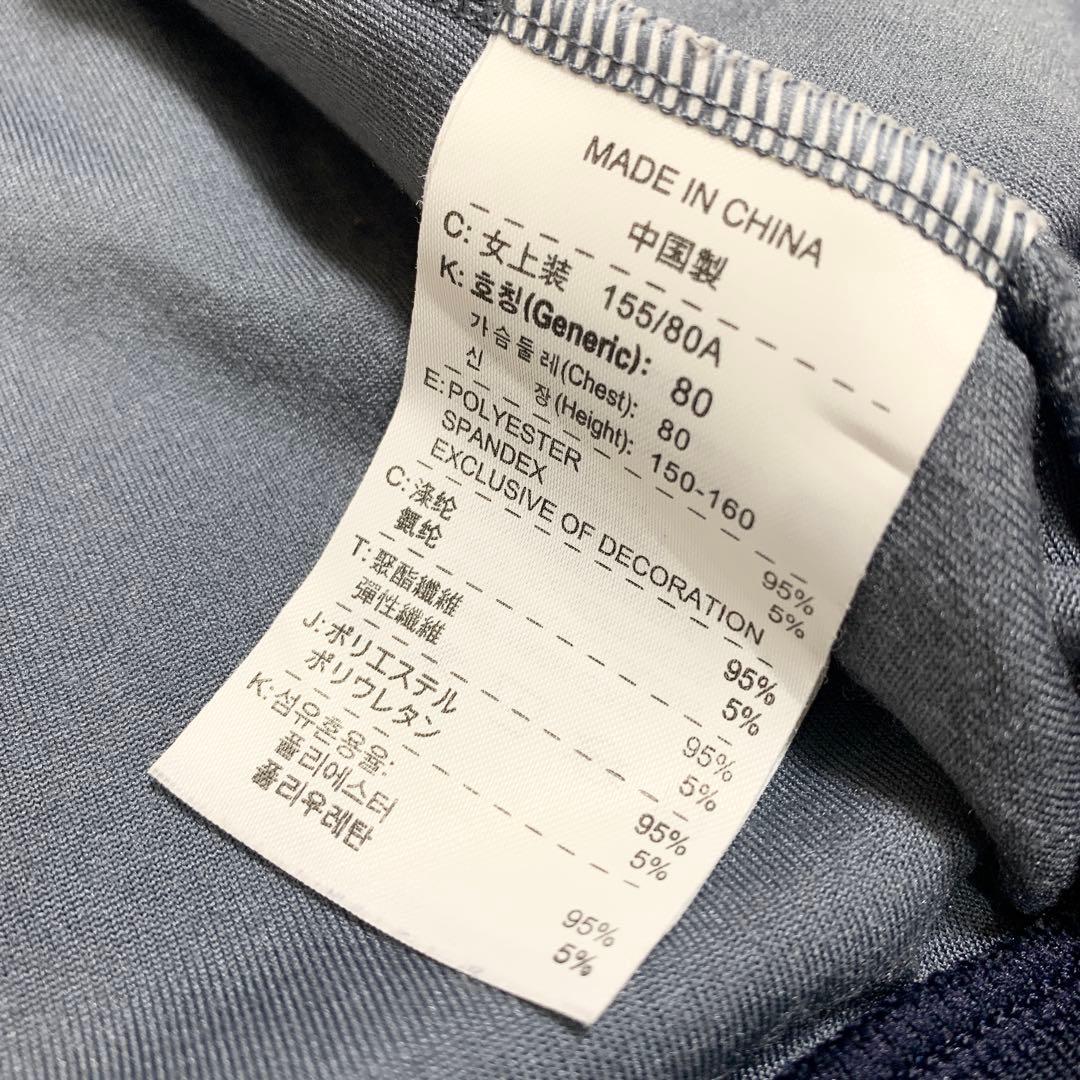 MADE IN CHINA
中国製
C: 女上装 155/80A
K: 호칭(Generic): 80
가슴둘레(Chest): 80
신 장(Height): 150-160
E: POLYESTER 95%
SPANDEX 5%
EXCLUSIVE OF DECORATION
C: 涤纶 95%
氨纶 5%
T: 聚酯纖維 95%
彈性纖維 5%
J: ポリエステル 95%
ポリウレタン 5%
K: 섬유혼용율:
폴리에스터 95%
폴리우레탄 5%